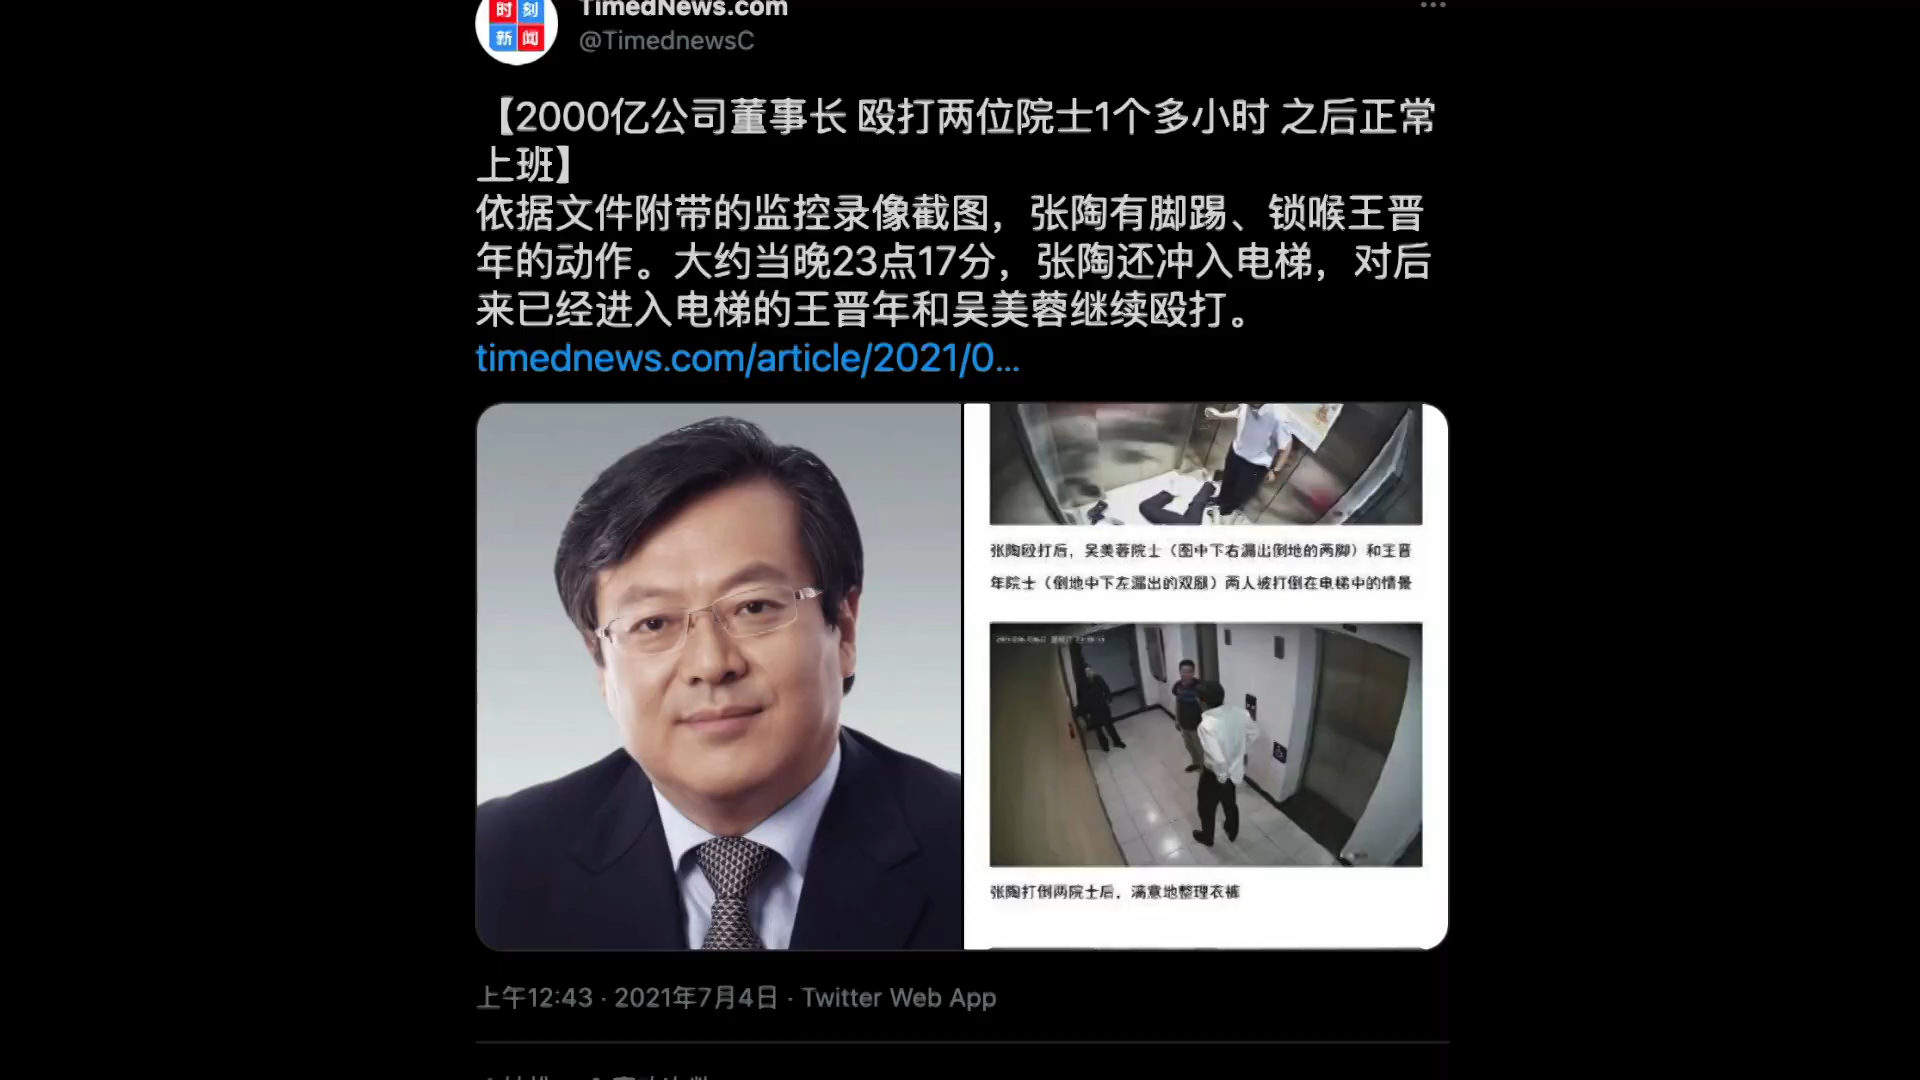 时刻
新闻
TimedNews.com
@TimednewsC
【2000亿公司董事长 殴打两位院士1个多小时 之后正常
上班】
依据文件附带的监控录像截图，张陶有脚踢、锁喉王晋
年的动作。大约当晚23点17分，张陶还冲入电梯，对后
来已经进入电梯的王晋年和吴美蓉继续殴打。
timednews.com/article/2021/0...
张陶殴打后，吴美蓉院士（图中下右漏出倒地的两脚）和王晋
年院士（倒地中下左漏出的双腿）两人被打倒在电梯中的情景
张陶打倒两院士后，满意地整理衣裤
上午12:43 · 2021年7月4日 · Twitter Web App